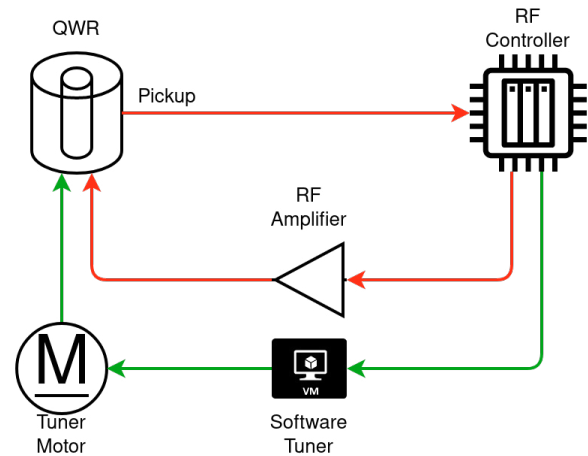 QWR
RF
Controller
Pickup
RF
Amplifier
M
VM
Tuner
Motor
Software
Tuner